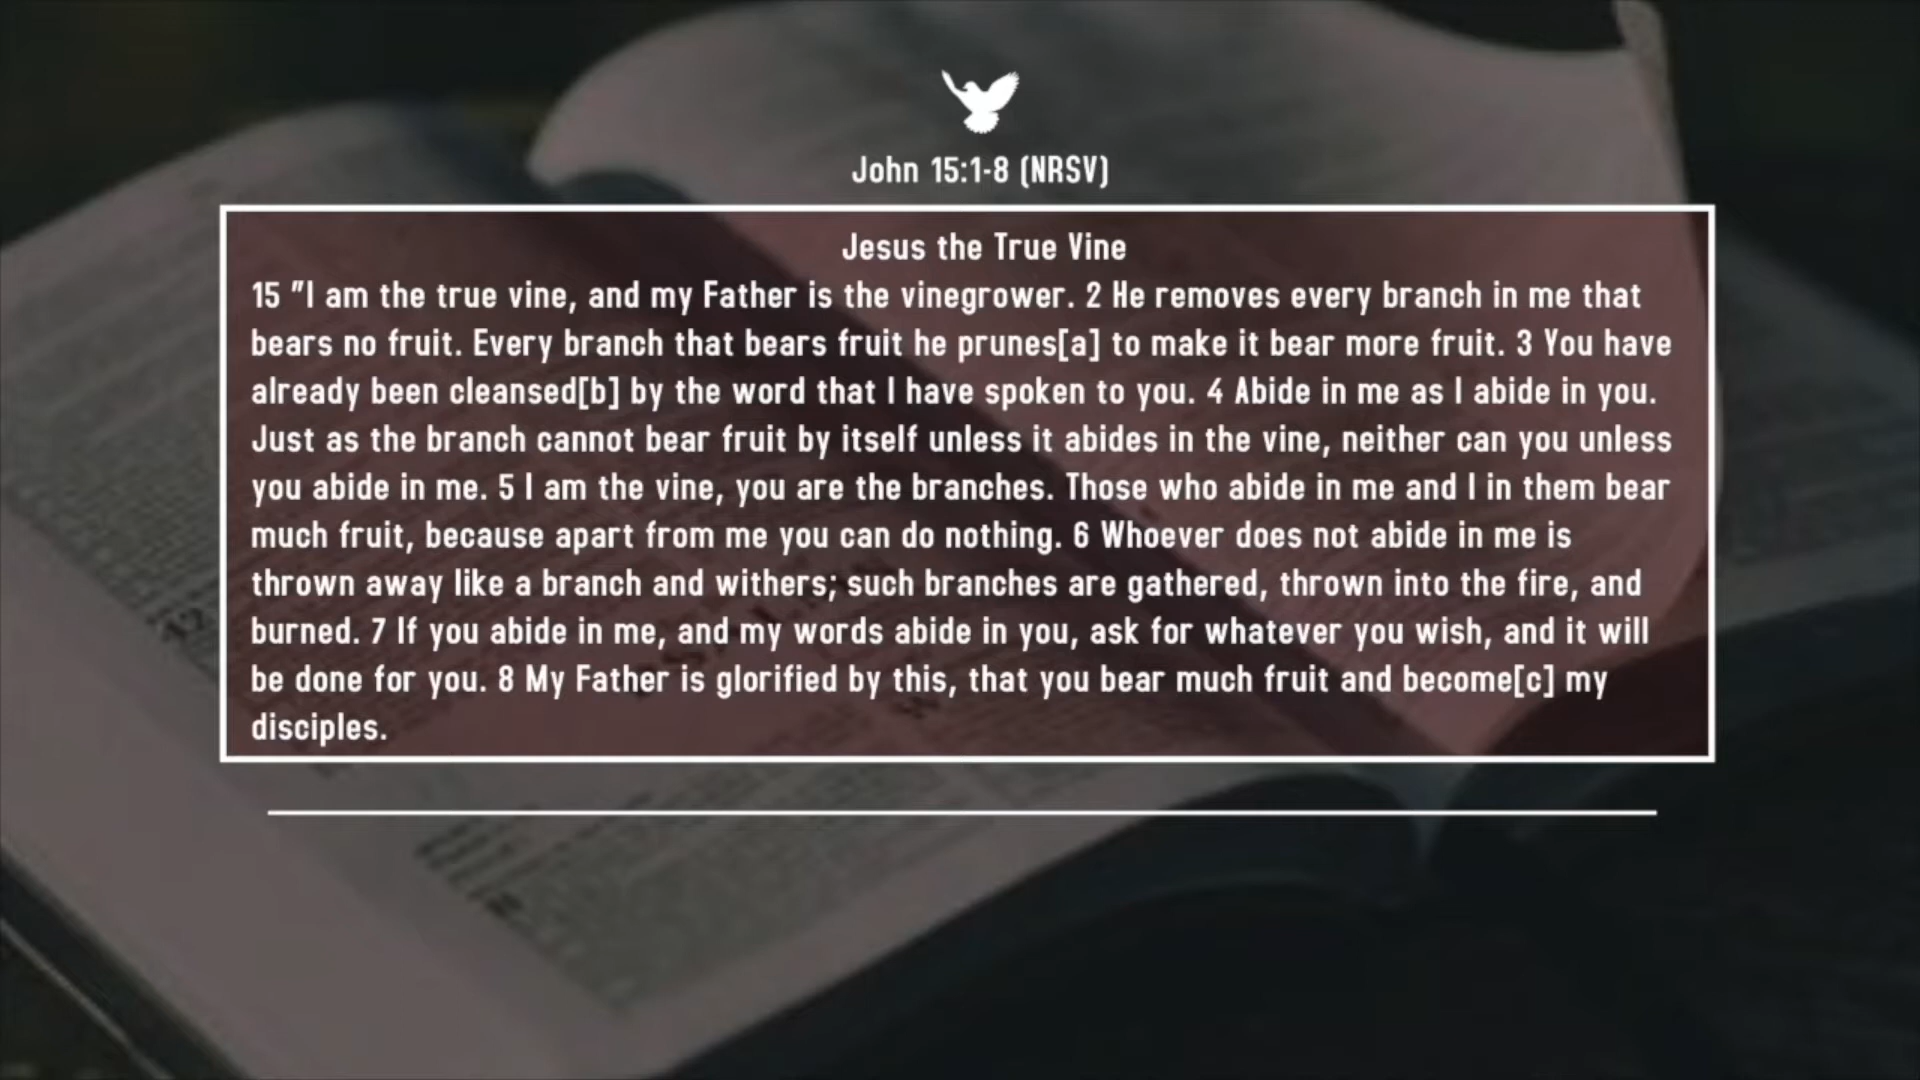 John 15:1-8 (NRSV)
Jesus the True Vine
15 "I am the true vine, and my Father is the vinegrower. 2 He removes every branch in me that
bears no fruit. Every branch that bears fruit he prunes[a] to make it bear more fruit. 3 You have
already been cleansed[b] by the word that I have spoken to you. 4 Abide in me as I abide in you.
Just as the branch cannot bear fruit by itself unless it abides in the vine, neither can you unless
you abide in me. 5 I am the vine, you are the branches. Those who abide in me and I in them bear
much fruit, because apart from me you can do nothing. 6 Whoever does not abide in me is
thrown away like a branch and withers; such branches are gathered, thrown into the fire, and
burned. 7 If you abide in me, and my words abide in you, ask for whatever you wish, and it will
be done for you. 8 My Father is glorified by this, that you bear much fruit and become[c] my
disciples.